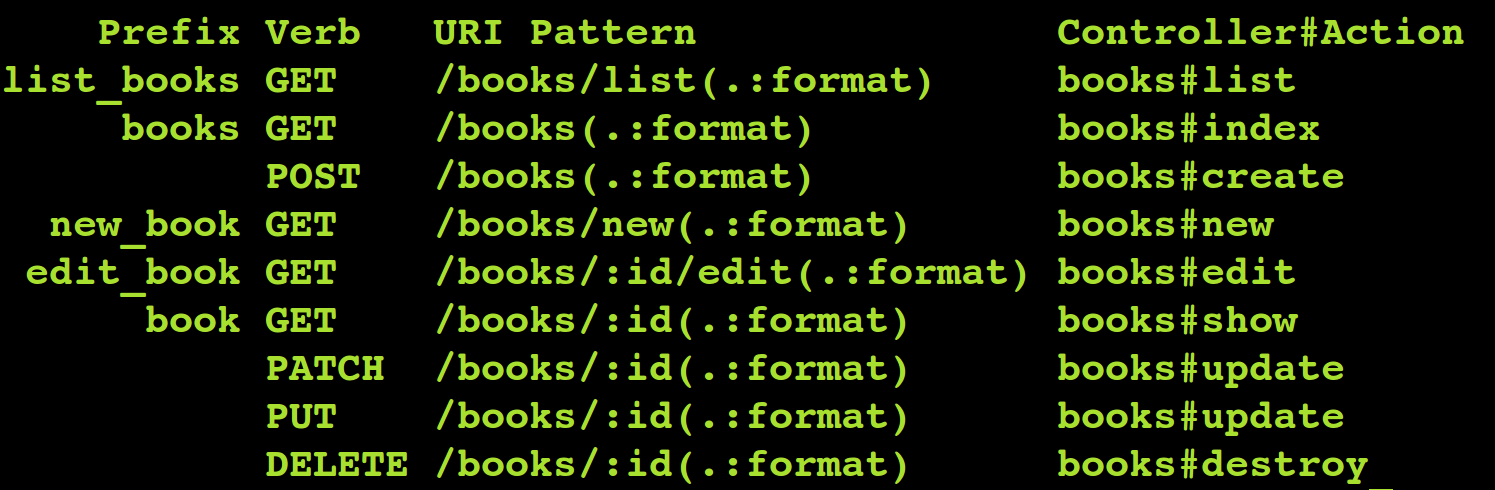 Prefix Verb URI Pattern Controller#Action
list_books GET /books/list(.:format) books#list
books GET /books(.:format) books#index
POST /books(.:format) books#create
new_book GET /books/new(.:format) books#new
edit_book GET /books/:id/edit(.:format) books#edit
book GET /books/:id(.:format) books#show
PATCH /books/:id(.:format) books#update
PUT /books/:id(.:format) books#update
DELETE /books/:id(.:format) books#destroy